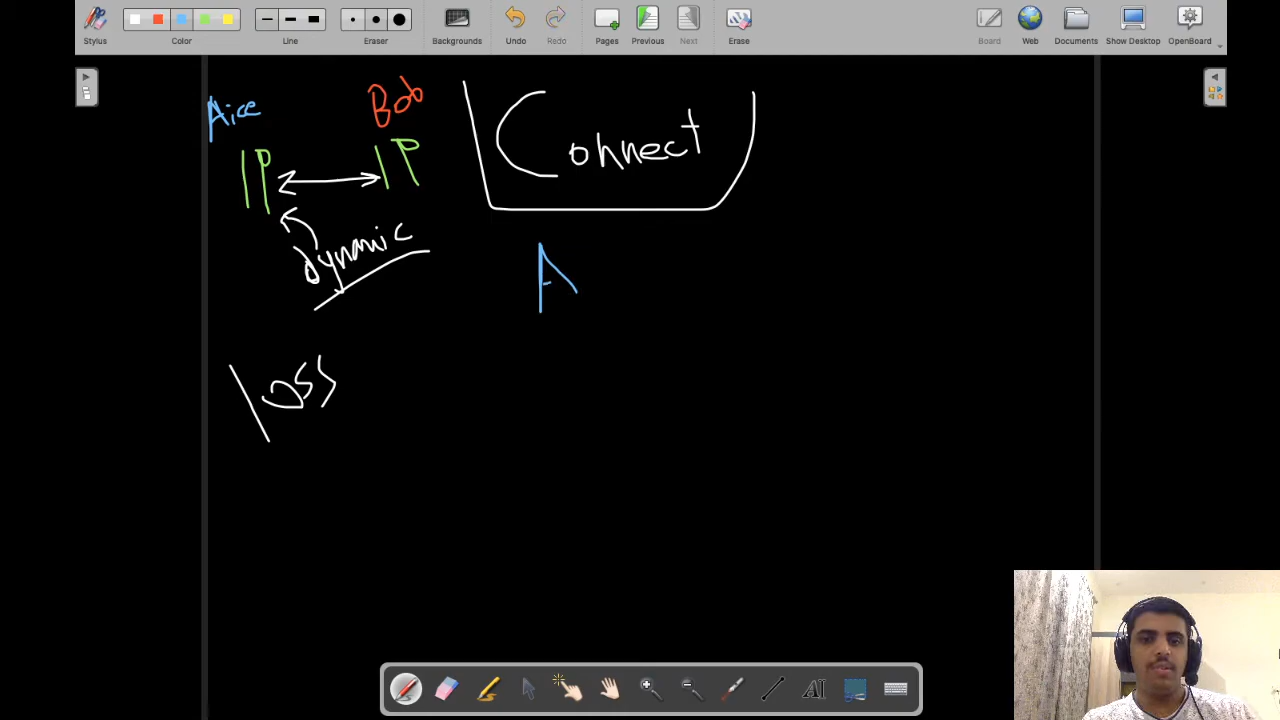 Stylus Color Line Eraser Backgrounds Undo Redo Pages Previous Next Erase Board Web Documents Show Desktop OpenBoard
Aice Bob
IP IP
Connect
Dynamic
A
loss